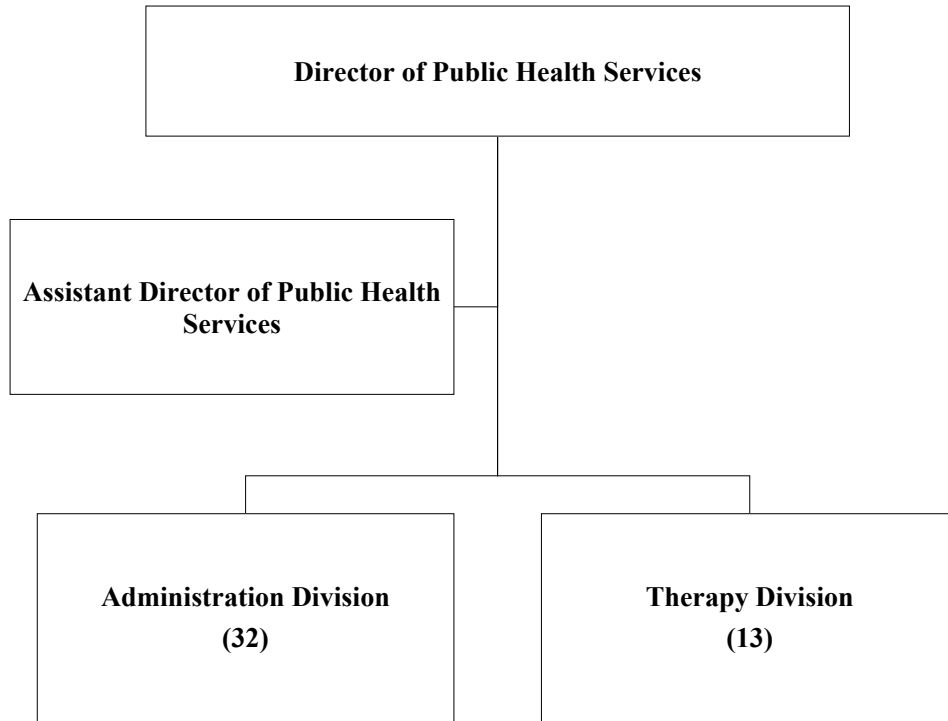 Director of Public Health Services
Assistant Director of Public Health
Services
Administration Division
(32)
Therapy Division
(13)